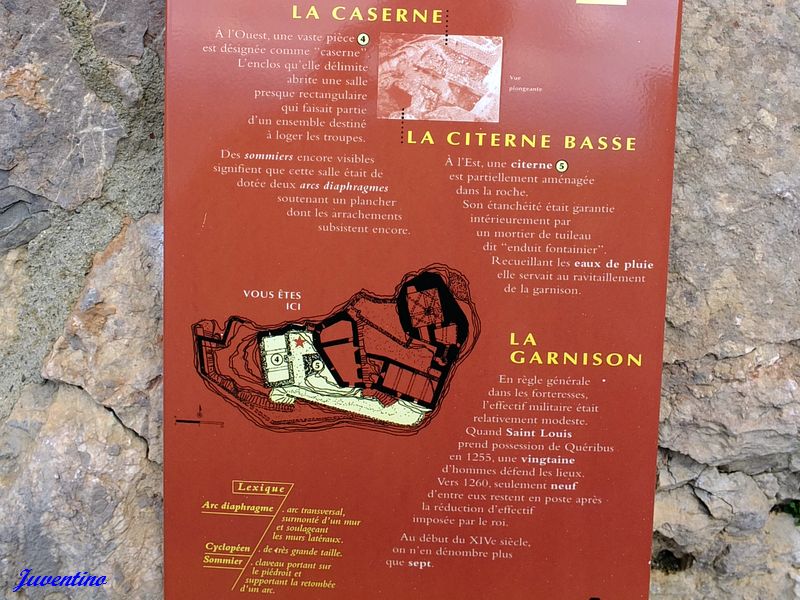 LA CASERNE
À l'Ouest, une vaste pièce 4
est désignée comme "caserne".
L'enclos qu'elle délimite
abrite une salle
presque rectangulaire
qui faisait partie
d'un ensemble destiné
à loger les troupes.
Des sommiers encore visibles
signifient que cette salle était de
dotée deux arcs diaphragmes
soutenant un plancher
dont les arrachements
subsistent encore.
Vue
plongeante
LA CITERNE BASSE
À l'Est, une citerne 5
est partiellement aménagée
dans la roche.
Son étanchéité était garantie
intérieurement par
un mortier de tuileau
dit "enduit fontainier".
Recueillant les eaux de pluie
elle servait au ravitaillement
de la garnison.
VOUS ÊTES
ICI
4
5
LA
GARNISON
En règle générale
dans les forteresses,
l'effectif militaire était
relativement modeste.
Quand Saint Louis
prend possession de Quéribus
en 1255, une vingtaine
d'hommes défend les lieux.
Vers 1260, seulement neuf
d'entre eux restent en poste après
la réduction d'effectif
imposée par le roi.
Au début du XIVe siècle,
on n'en dénombre plus
que sept.
Lexique
Arc diaphragme . arc transversal,
surmonté d'un mur
et soulageant
les murs latéraux.
Cyclopéen . de très grande taille.
Sommier . claveau portant sur
le piédroit et
supportant la retombée
d'un arc.
Juventino